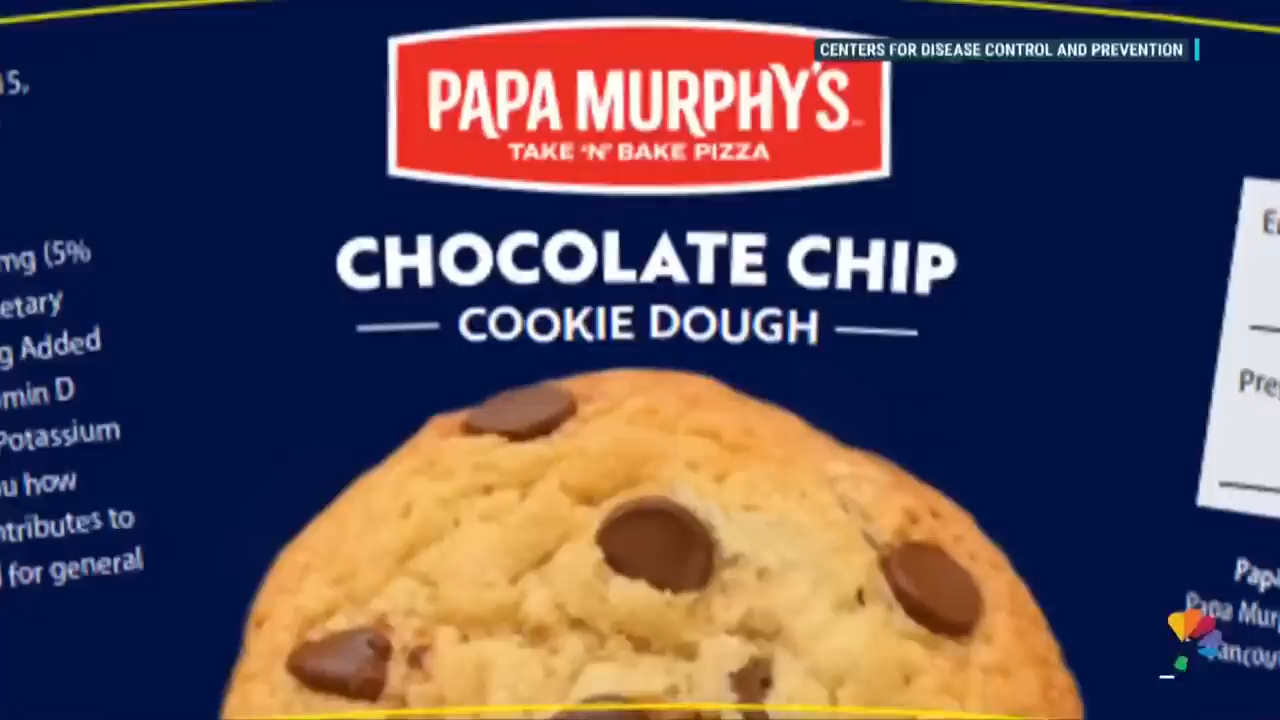 CENTERS FOR DISEASE CONTROL AND PREVENTION
PAPA MURPHY'S
TAKE 'N' BAKE PIZZA
CHOCOLATE CHIP
COOKIE DOUGH
mg (5%
etary
g Added
min D
Potassium
u how
ntributes to
for general